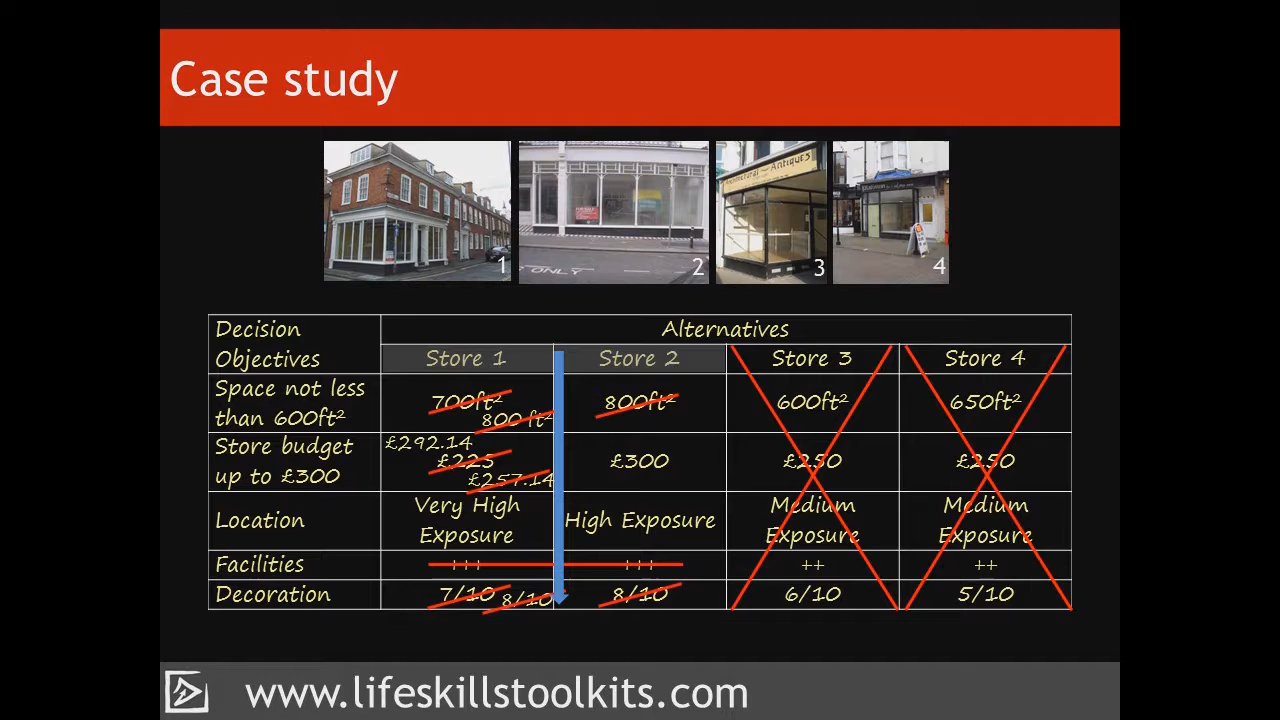 Case study
Architectural Antiques
ONLY
1
2
3
4
Decision Objectives
Alternatives
Store 1
Store 2
Store 3
Store 4
Space not less
than 600ft²
700ft²
800 ft²
800ft²
600ft²
650ft²
Store budget
up to £300
£292.14
£225
£257.14
£300
£250
£250
Location
Very High
Exposure
High Exposure
Medium
Exposure
Medium
Exposure
Facilities
+++
+++
++
++
Decoration
7/10
8/10
8/10
6/10
5/10
www.lifeskillstoolkits.com